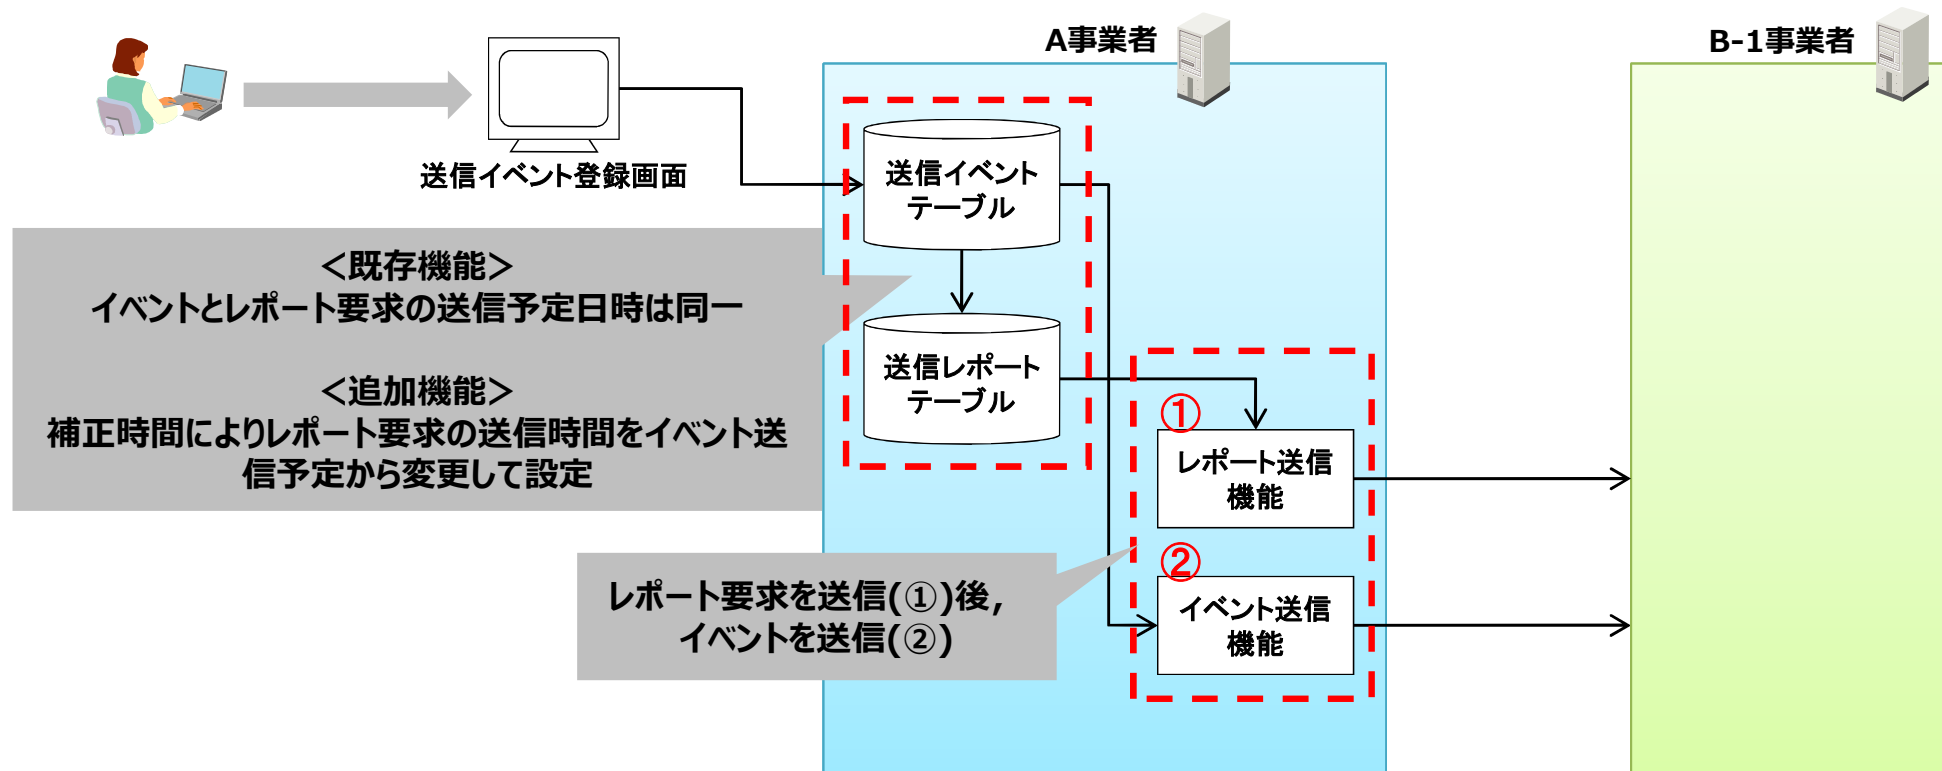 A事業者
B-1事業者
送信イベント登録画面
送信イベント
テーブル
<既存機能>
イベントとレポート要求の送信予定日時は同一
<追加機能>
補正時間によりレポート要求の送信時間をイベント送
信予定から変更して設定
送信レポート
テーブル
①
レポート送信
機能
②
イベント送信
機能
レポート要求を送信(①)後,
イベントを送信(②)